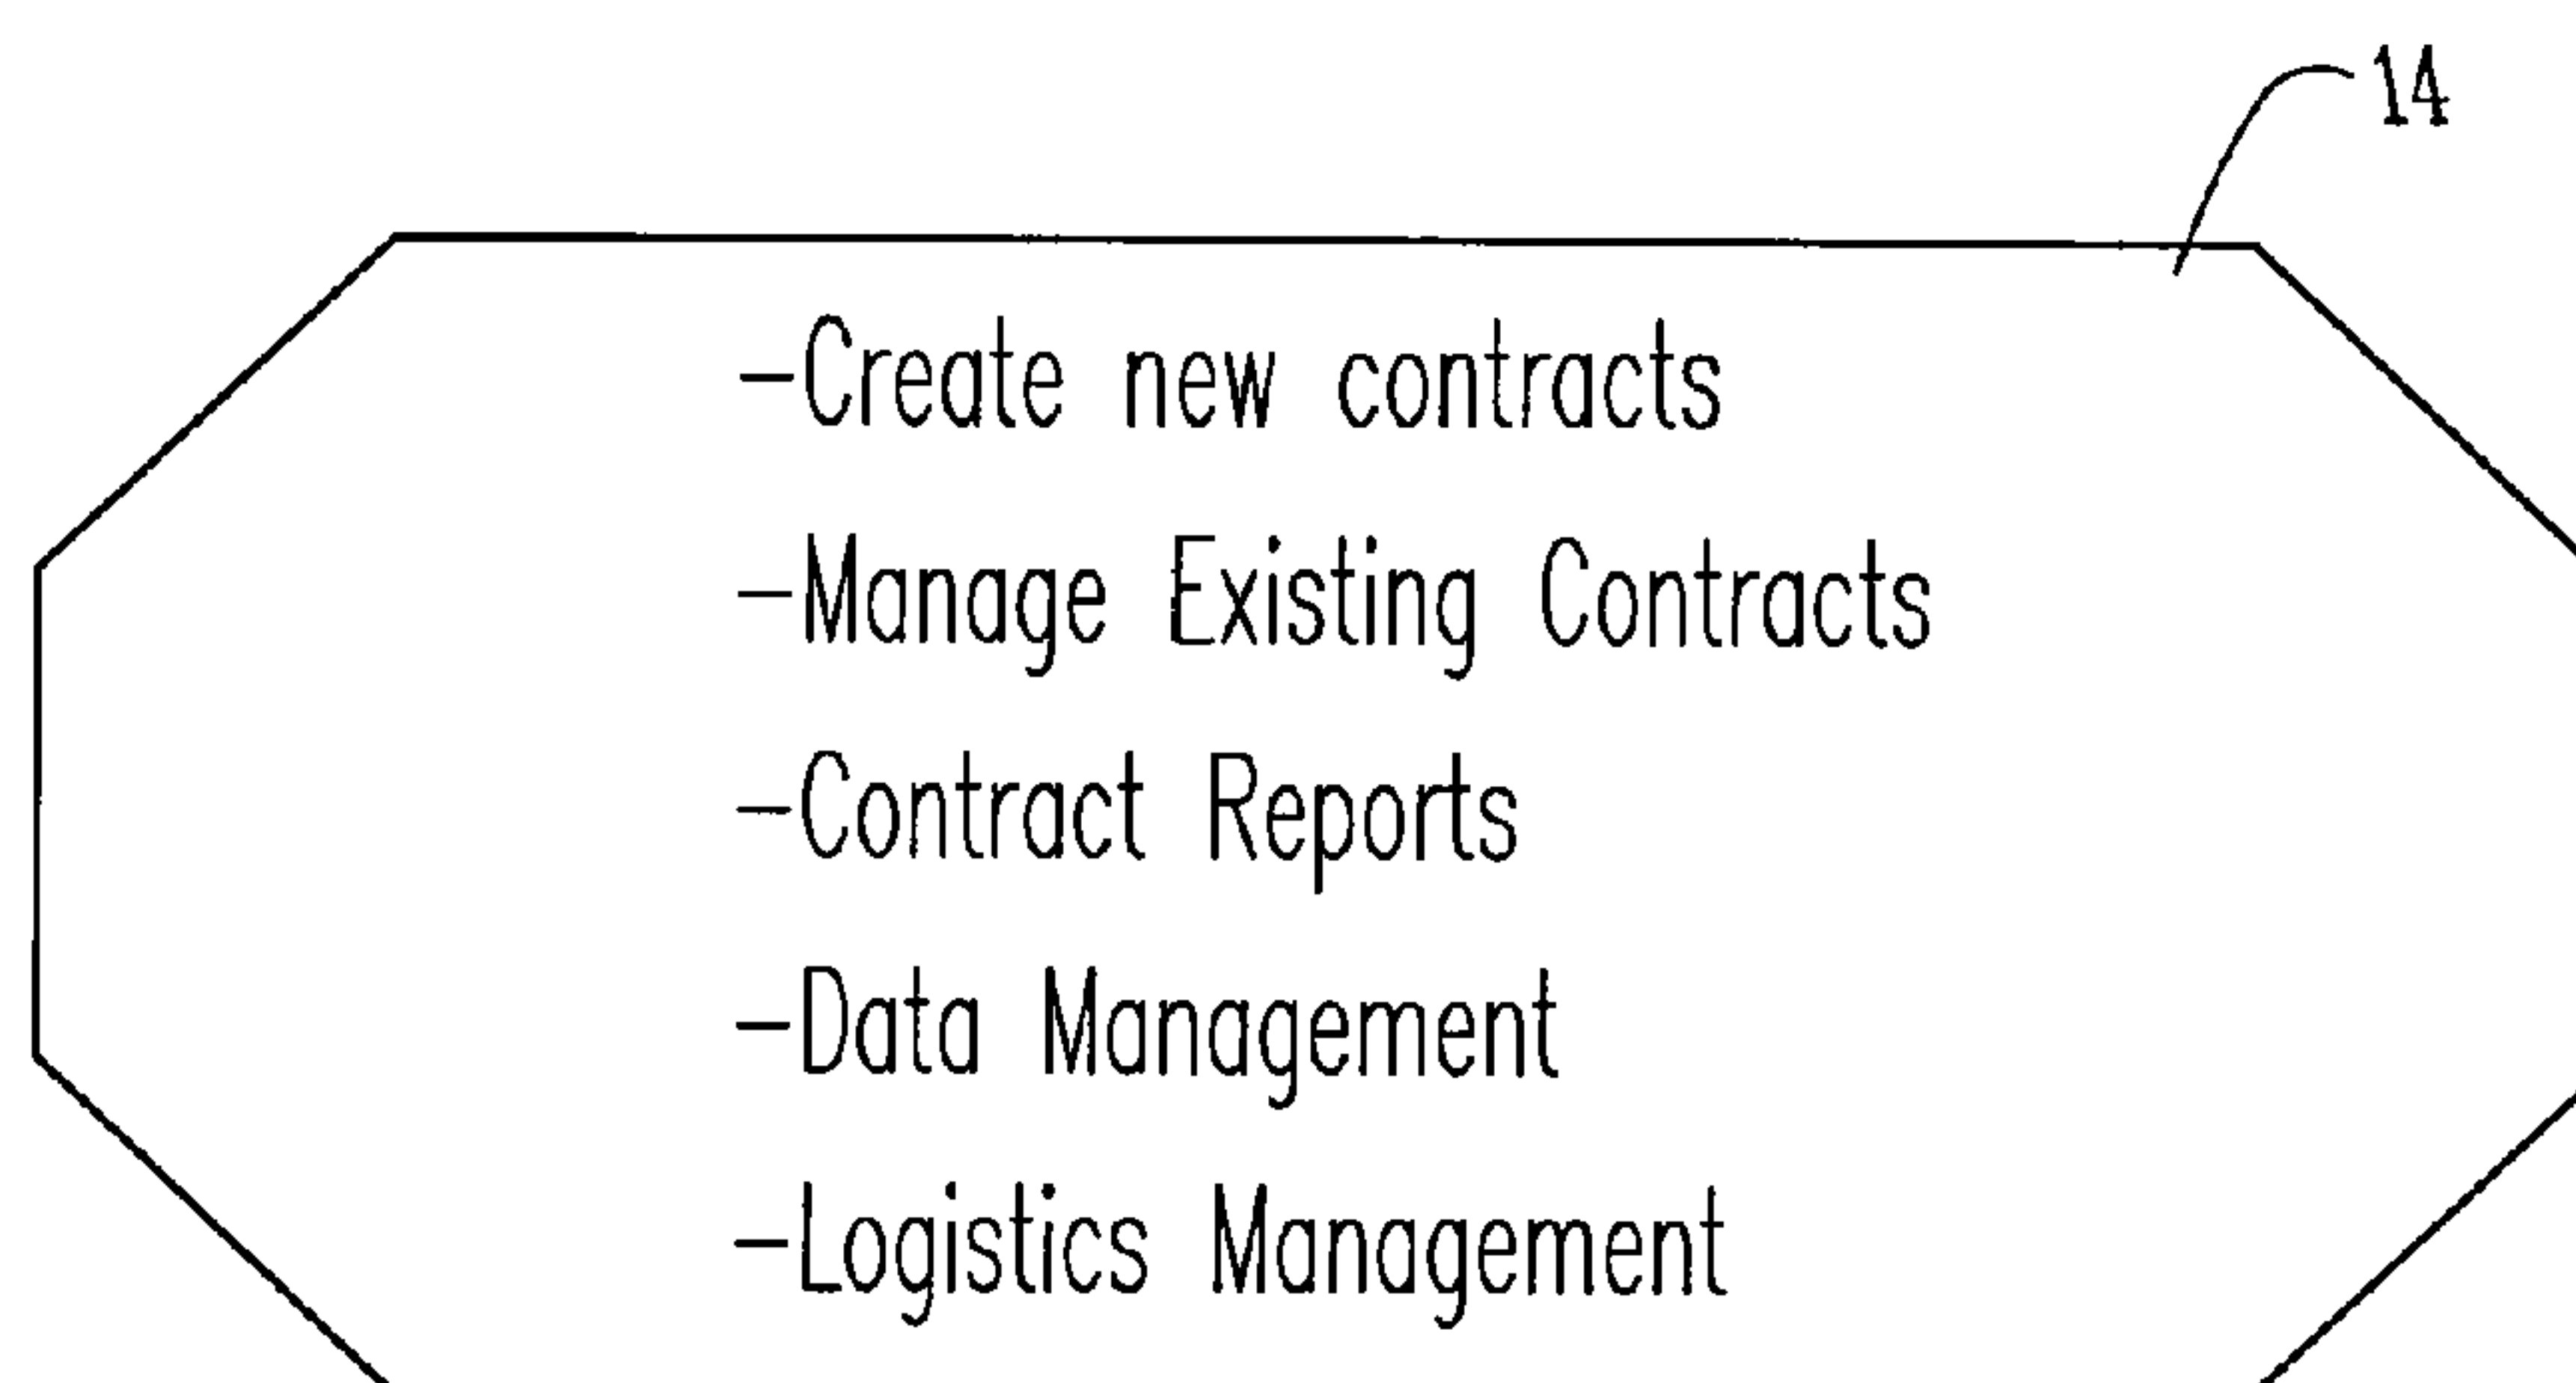 14
-Create new contracts
-Manage Existing Contracts
-Contract Reports
-Data Management
-Logistics Management